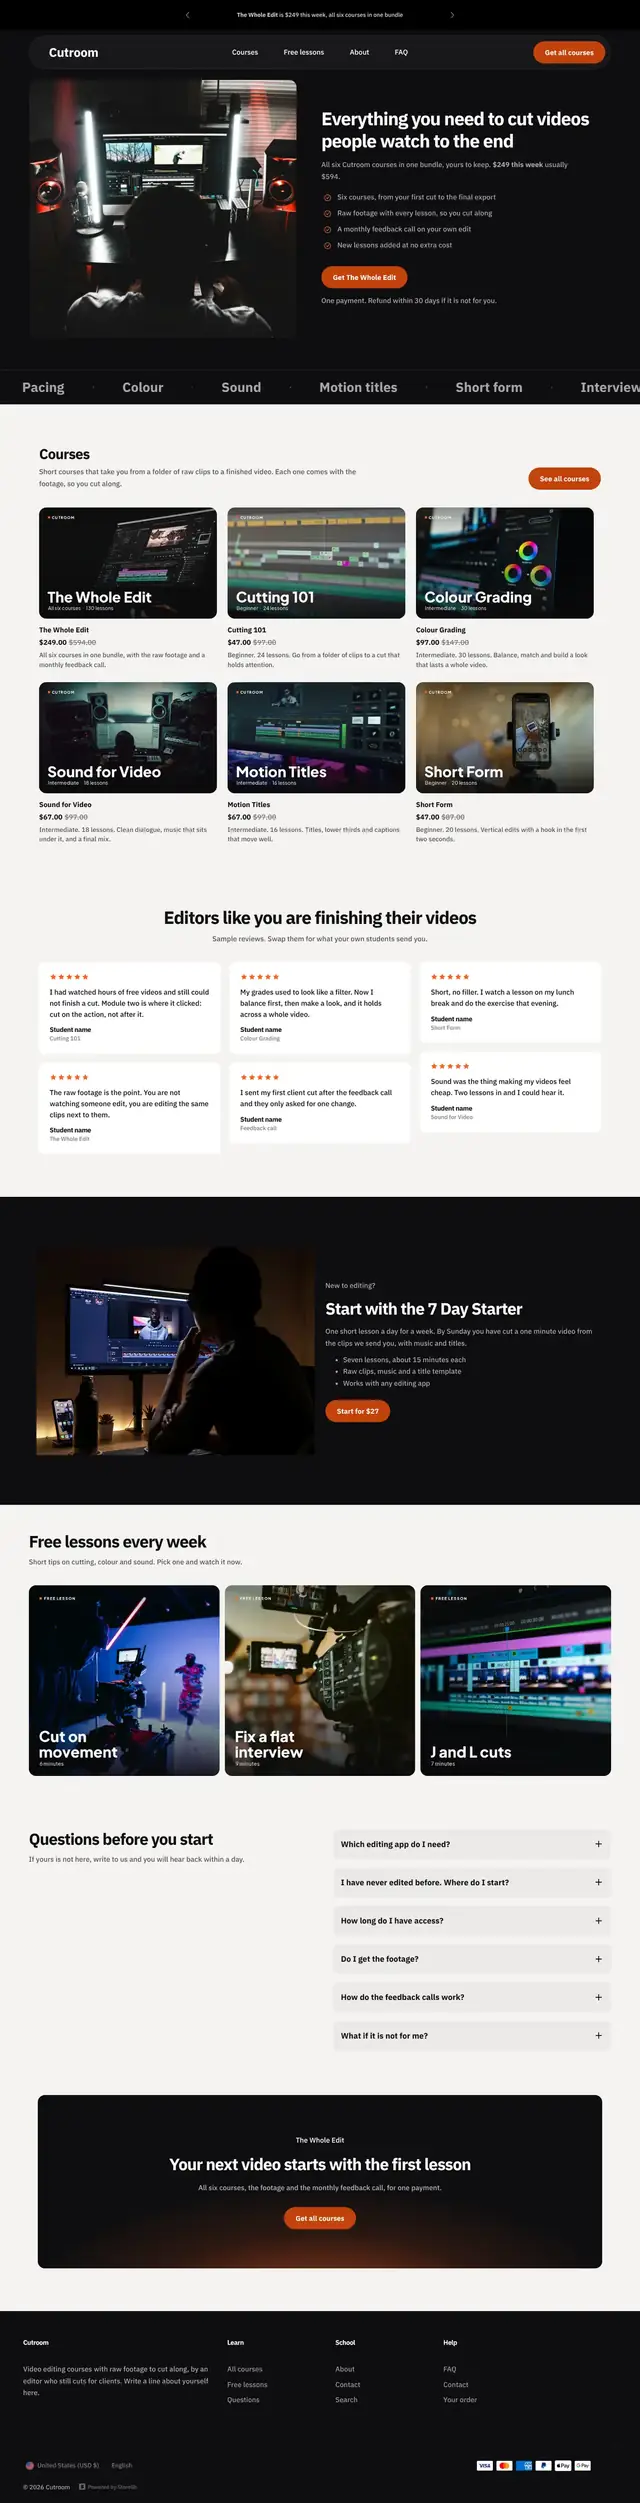 The Whole Edit is $249 this week, all six courses in one bundle
Cutroom
Courses
Free lessons
About
FAQ
Get all courses
Everything you need to cut videos
people watch to the end
All six Cutroom courses in one bundle, yours to keep. $249 this week usually
$594.
Six courses, from your first cut to the final export
Raw footage with every lesson, so you cut along
A monthly feedback call on your own edit
New lessons added at no extra cost
Get The Whole Edit
One payment. Refund within 30 days if it is not for you.
Pacing
Colour
Sound
Motion titles
Short form
Interview
Courses
Short courses that take you from a folder of raw clips to a finished video. Each one comes with the
footage, so you cut along.
See all courses
CUTROOM
The Whole Edit
All six courses · 130 lessons
CUTROOM
Cutting 101
Beginner · 24 lessons
CUTROOM
Colour Grading
Intermediate · 30 lessons
The Whole Edit
$249.00 $594.00
All six courses in one bundle, with the raw footage and a
monthly feedback call.
Cutting 101
$47.00 $97.00
Beginner. 24 lessons. Go from a folder of clips to a cut that
holds attention.
Colour Grading
$97.00 $147.00
Intermediate. 30 lessons. Balance, match and build a look
that lasts a whole video.
CUTROOM
Sound for Video
Intermediate · 18 lessons
CUTROOM
Motion Titles
Intermediate · 16 lessons
CUTROOM
Short Form
Beginner · 20 lessons
Sound for Video
$67.00 $97.00
Intermediate. 18 lessons. Clean dialogue, music that sits
under it, and a final mix.
Motion Titles
$67.00 $97.00
Intermediate. 16 lessons. Titles, lower thirds and captions
that move well.
Short Form
$47.00 $87.00
Beginner. 20 lessons. Vertical edits with a hook in the first
two seconds.
Editors like you are finishing their videos
Sample reviews. Swap them for what your own students send you.
I had watched hours of free videos and still could
not finish a cut. Module two is where it clicked:
cut on the action, not after it.
Student name
Cutting 101
My grades used to look like a filter. Now I
balance first, then make a look, and it holds
across a whole video.
Student name
Colour Grading
Short, no filler. I watch a lesson on my lunch
break and do the exercise that evening.
Student name
Short Form
The raw footage is the point. You are not
watching someone edit, you are editing the same
clips next to them.
Student name
The Whole Edit
I sent my first client cut after the feedback call
and they only asked for one change.
Student name
Feedback call
Sound was the thing making my videos feel
cheap. Two lessons in and I could hear it.
Student name
Sound for Video
New to editing?
Start with the 7 Day Starter
One short lesson a day for a week. By Sunday you have cut a one minute video from
the clips we send you, with music and titles.
Seven lessons, about 15 minutes each
Raw clips, music and a title template
Works with any editing app
Start for $27
Free lessons every week
Short tips on cutting, colour and sound. Pick one and watch it now.
FREE LESSON
Cut on
movement
6 minutes
FREE LESSON
Fix a flat
interview
9 minutes
FREE LESSON
J and L cuts
7 minutes
Questions before you start
If yours is not here, write to us and you will hear back within a day.
Which editing app do I need?
I have never edited before. Where do I start?
How long do I have access?
Do I get the footage?
How do the feedback calls work?
What if it is not for me?
The Whole Edit
Your next video starts with the first lesson
All six courses, the footage and the monthly feedback call, for one payment.
Get all courses
Cutroom
Video editing courses with raw footage to cut along, by an
editor who still cuts for clients. Write a line about yourself
here.
Learn
All courses
Free lessons
Questions
School
About
Contact
Search
Help
FAQ
Contact
Your order
United States (USD $)
English
VISA
PayPal
Apple Pay
G Pay
© 2026 Cutroom